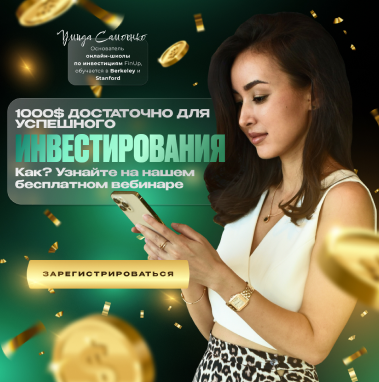 Основатель
онлайн-школы
по инвестициям FinUp,
обучается в Berkeley и
Stanford
1000$ ДОСТАТОЧНО ДЛЯ
УСПЕШНОГО
ИНВЕСТИРОВАНИЯ
Как? Узнайте на нашем
бесплатном вебинаре
ЗАРЕГИСТРИРОВАТЬСЯ